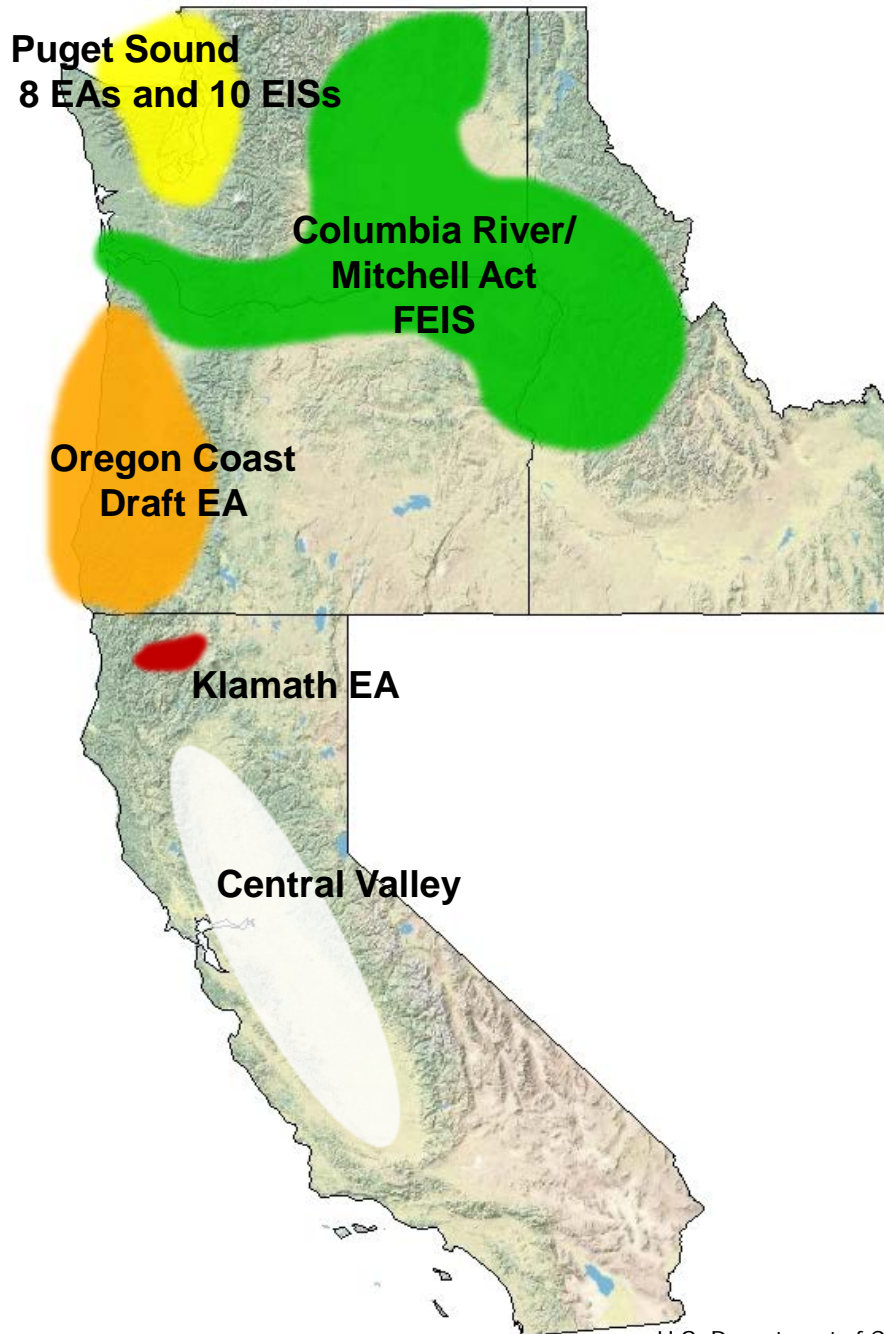 Puget Sound
8 EAs and 10 EISs
Columbia River/
Mitchell Act
FEIS
Oregon Coast
Draft EA
Klamath EA
Central Valley